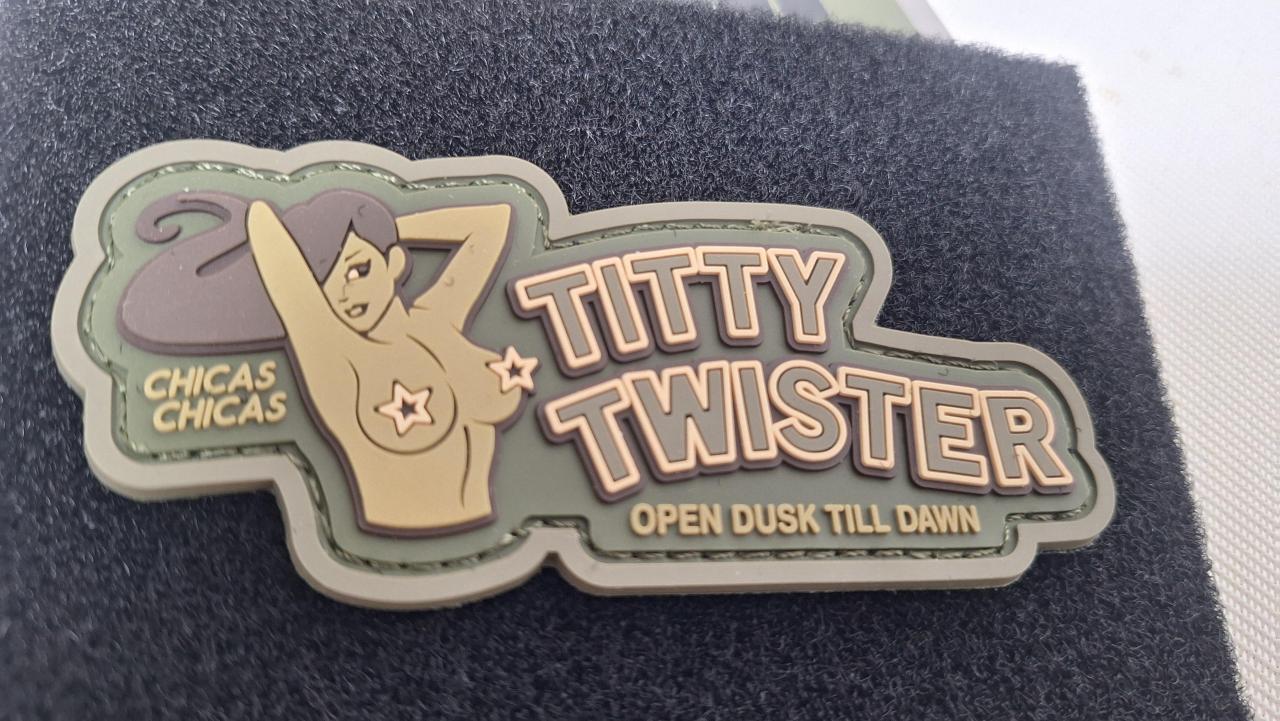 CHICAS
CHICAS
TITTY
TWISTER
OPEN DUSK TILL DAWN